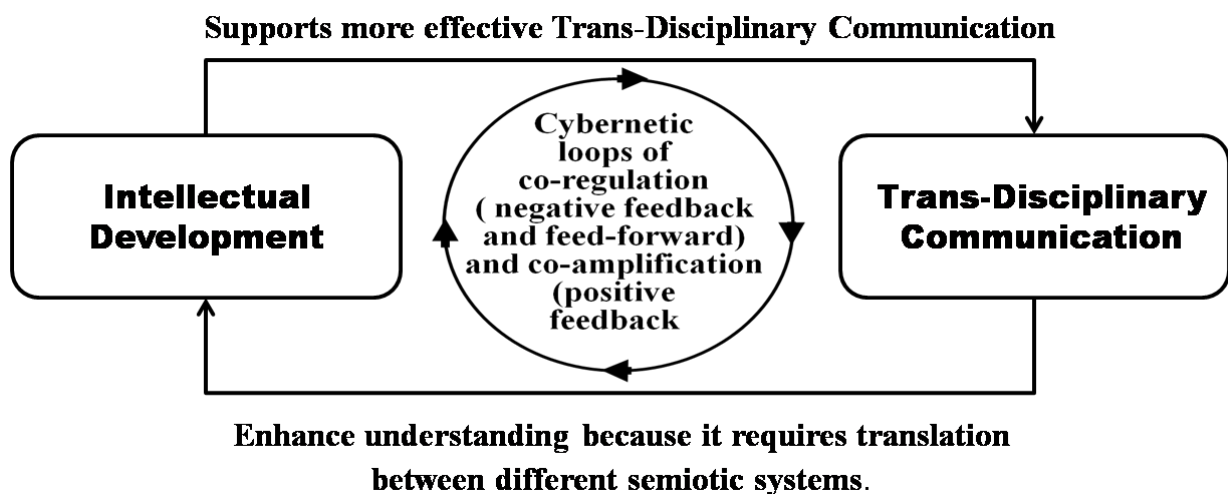 Supports more effective Trans-Disciplinary Communication
Intellectual
Development
Cybernetic
loops of
co-regulation
( negative feedback
and feed-forward)
and co-amplification
(positive
feedback
Trans-Disciplinary
Communication
Enhance understanding because it requires translation
between different semiotic systems.